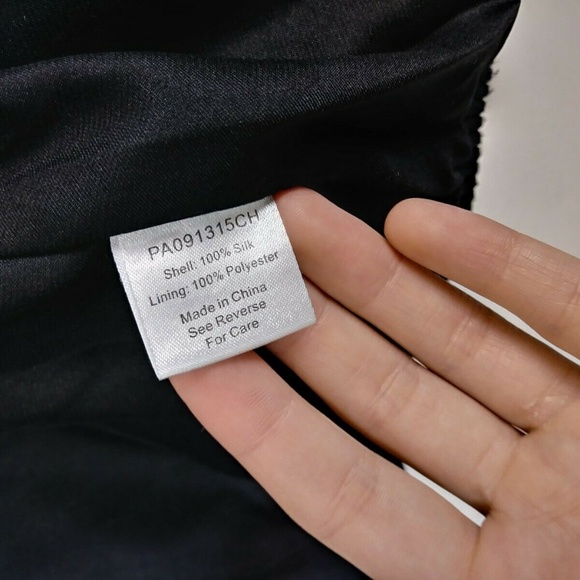 PA091315CH
Shell: 100% Silk
Lining: 100% Polyester
Made in China
See Reverse
For Care